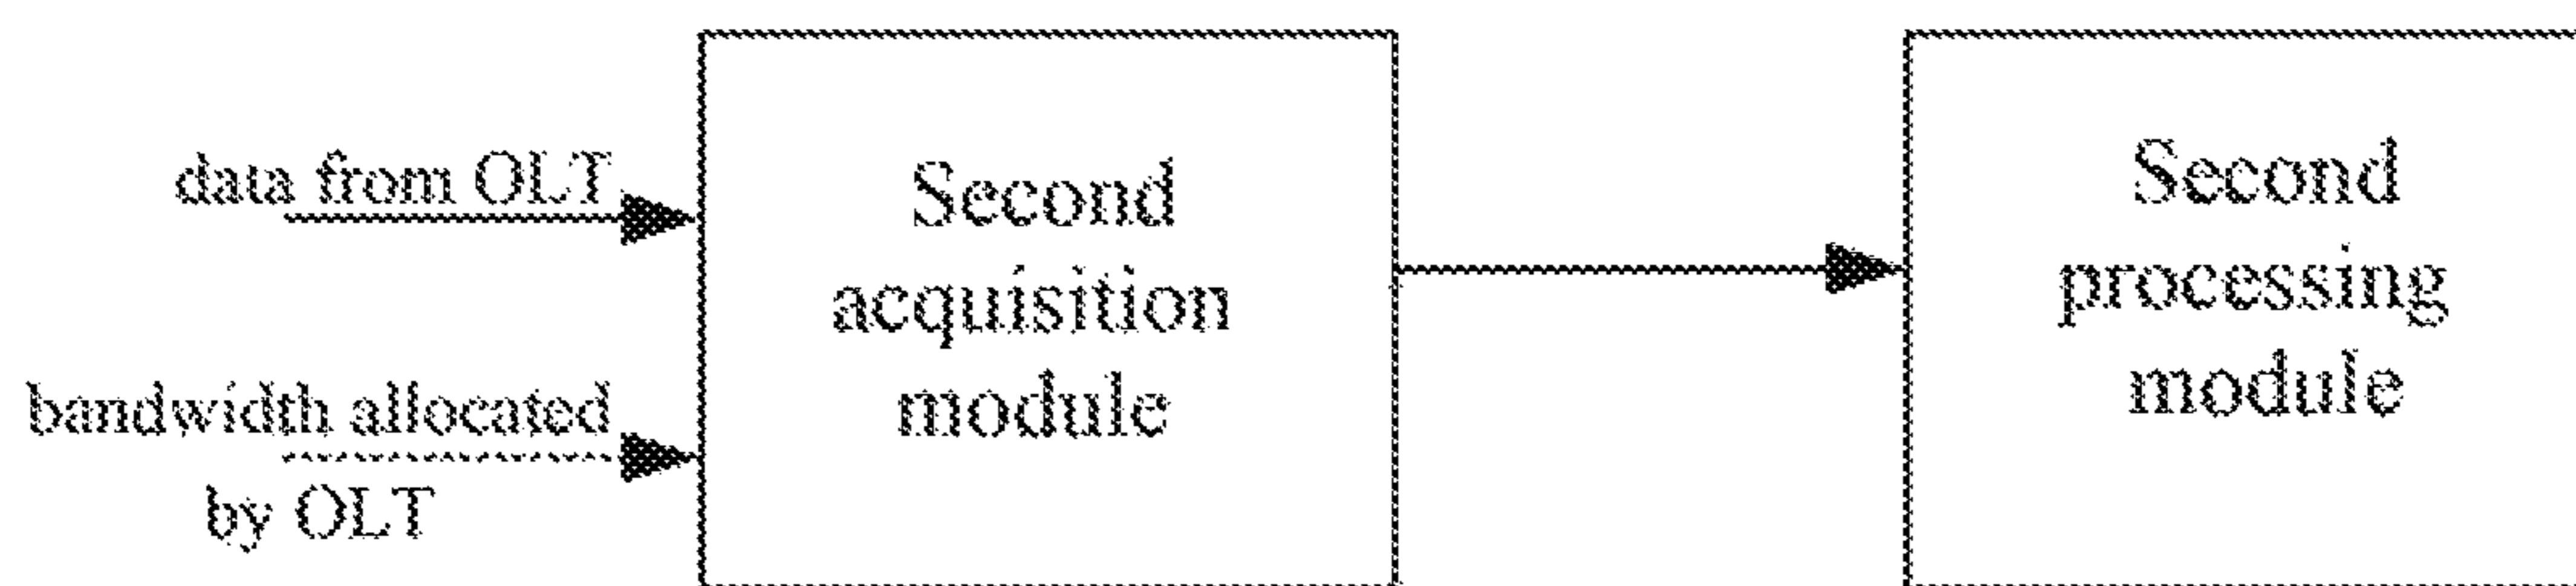 data from OLT
bandwidth allocated
by OLT
Second
acquisition
module
Second
processing
module